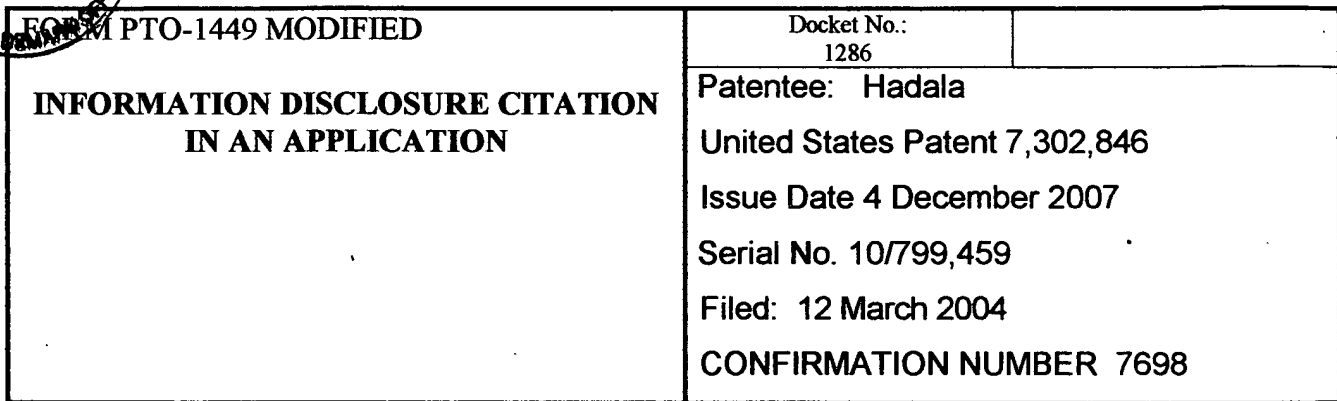 FORM PTO-1449 MODIFIED
INFORMATION DISCLOSURE CITATION
IN AN APPLICATION
Docket No.:
1286
Patentee: Hadala
United States Patent 7,302,846
Issue Date 4 December 2007
Serial No. 10/799,459
Filed: 12 March 2004
CONFIRMATION NUMBER 7698